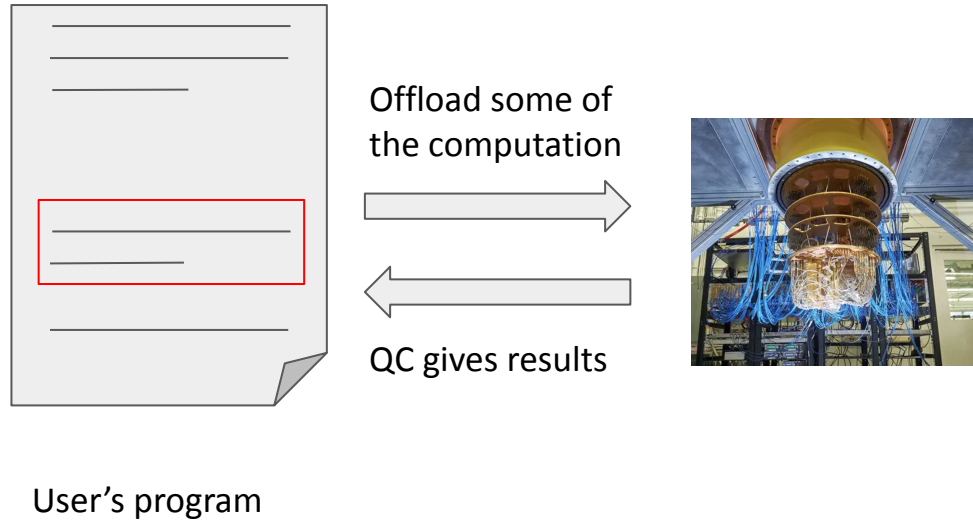 Offload some of
the computation
QC gives results
User's program